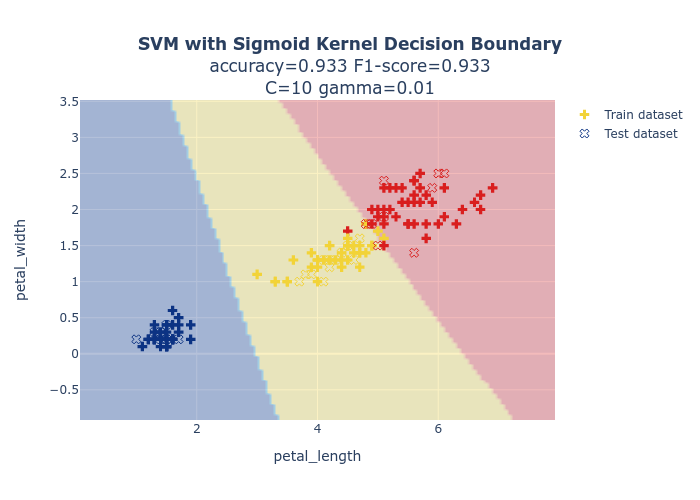 SVM with Sigmoid Kernel Decision Boundary
accuracy=0.933 F1-score=0.933
C=10 gamma=0.01
3.5
3
2.5
2
1.5
1
0.5
0
−0.5
petal_width
2
4
6
petal_length
Train dataset
Test dataset